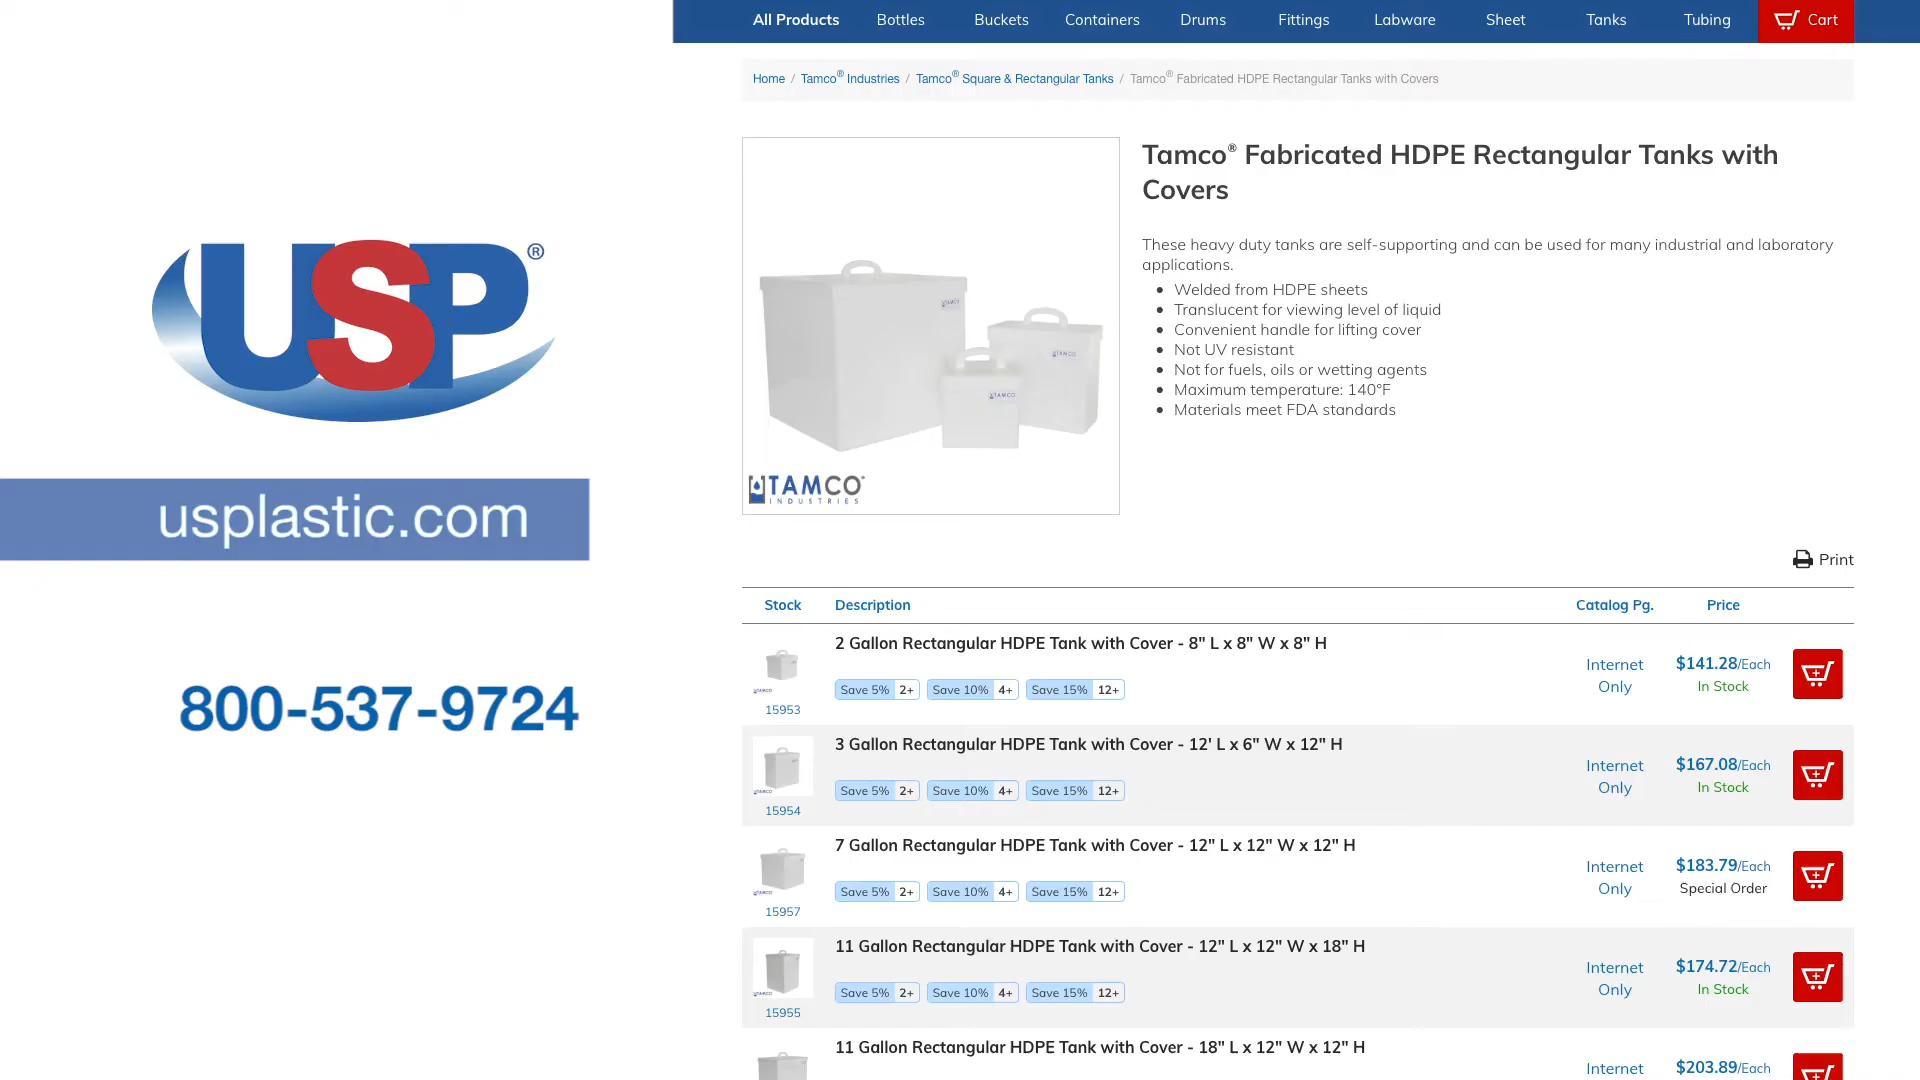 All Products Bottles Buckets Containers Drums Fittings Labware Sheet Tanks Tubing Cart
Home / Tamco® Industries / Tamco® Square & Rectangular Tanks / Tamco® Fabricated HDPE Rectangular Tanks with Covers
USP®
usplastic.com
800-537-9724
TAMCO
TAMCO
TAMCO
TAMCO®
INDUSTRIES
Tamco® Fabricated HDPE Rectangular Tanks with
Covers
These heavy duty tanks are self-supporting and can be used for many industrial and laboratory
applications.
Welded from HDPE sheets
Translucent for viewing level of liquid
Convenient handle for lifting cover
Not UV resistant
Not for fuels, oils or wetting agents
Maximum temperature: 140°F
Materials meet FDA standards
Print
Stock Description Catalog Pg. Price
2 Gallon Rectangular HDPE Tank with Cover - 8" L x 8" W x 8" H
Internet Only $141.28/Each
In Stock
Save 5% 2+ Save 10% 4+ Save 15% 12+
TAMCO
15953
3 Gallon Rectangular HDPE Tank with Cover - 12' L x 6" W x 12" H
Internet Only $167.08/Each
In Stock
Save 5% 2+ Save 10% 4+ Save 15% 12+
TAMCO
15954
7 Gallon Rectangular HDPE Tank with Cover - 12" L x 12" W x 12" H
Internet Only $183.79/Each
Special Order
Save 5% 2+ Save 10% 4+ Save 15% 12+
TAMCO
15957
11 Gallon Rectangular HDPE Tank with Cover - 12" L x 12" W x 18" H
Internet Only $174.72/Each
In Stock
Save 5% 2+ Save 10% 4+ Save 15% 12+
TAMCO
15955
11 Gallon Rectangular HDPE Tank with Cover - 18" L x 12" W x 12" H
Internet $203.89/Each